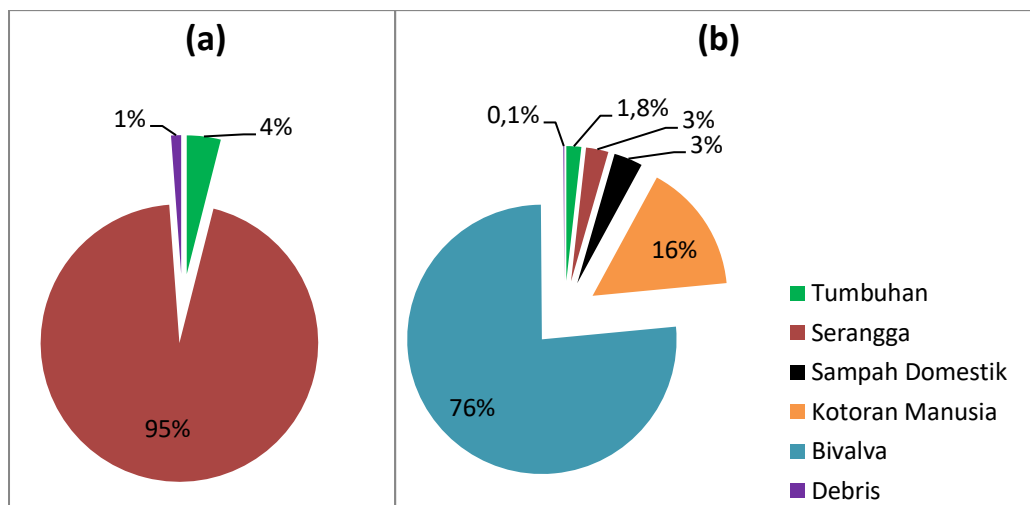 (a)
1%
4%
95%
(b)
0,1%
1,8%
3%
3%
16%
76%
Tumbuhan
Serangga
Sampah Domestik
Kotoran Manusia
Bivalva
Debris